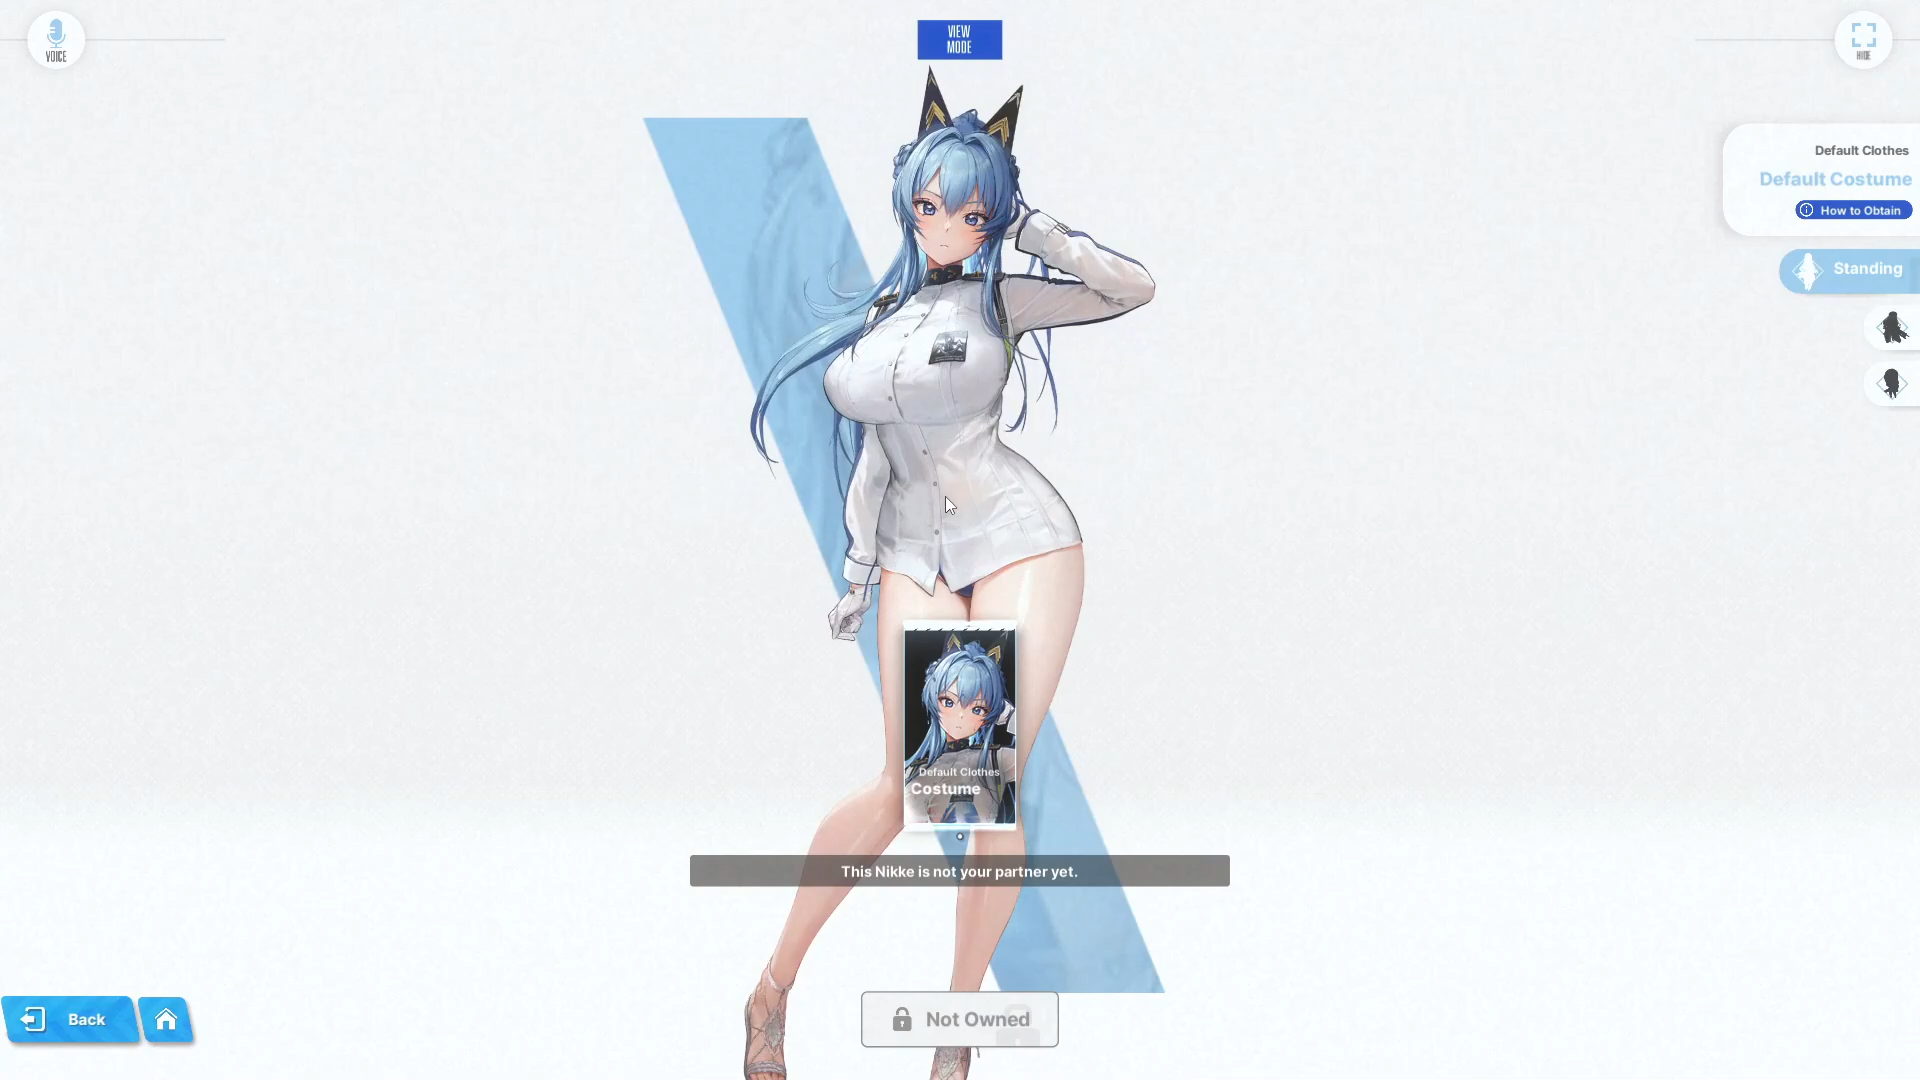 VOICE
VIEW
MODE
HIDE
Default Clothes
Default Costume
How to Obtain
Standing
Default Clothes
Costume
This Nikke is not your partner yet.
Back
Not Owned